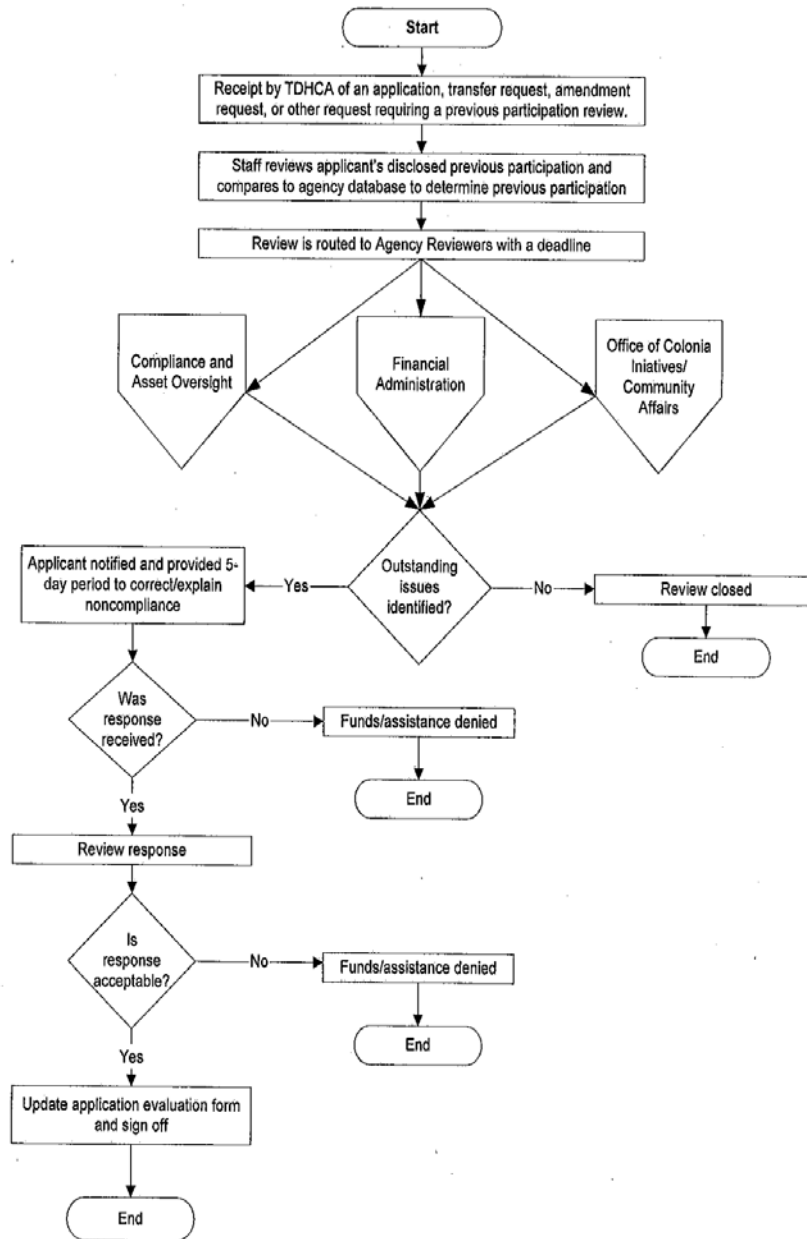 Start
Receipt by TDHCA of an application, transfer request, amendment
request, or other request requiring a previous participation review.
Staff reviews applicant's disclosed previous participation and
compares to agency database to determine previous participation
Review is routed to Agency Reviewers with a deadline
Compliance and
Asset Oversight
Financial
Administration
Office of Colonia
Iniatives/
Community
Affairs
Outstanding
issues
identified?
Yes
No
Applicant notified and provided 5-
day period to correct/explain
noncompliance
Review closed
End
Was
response
received?
No
Funds/assistance denied
End
Yes
Review response
Is
response
acceptable?
No
Funds/assistance denied
End
Yes
Update application evaluation form
and sign off
End